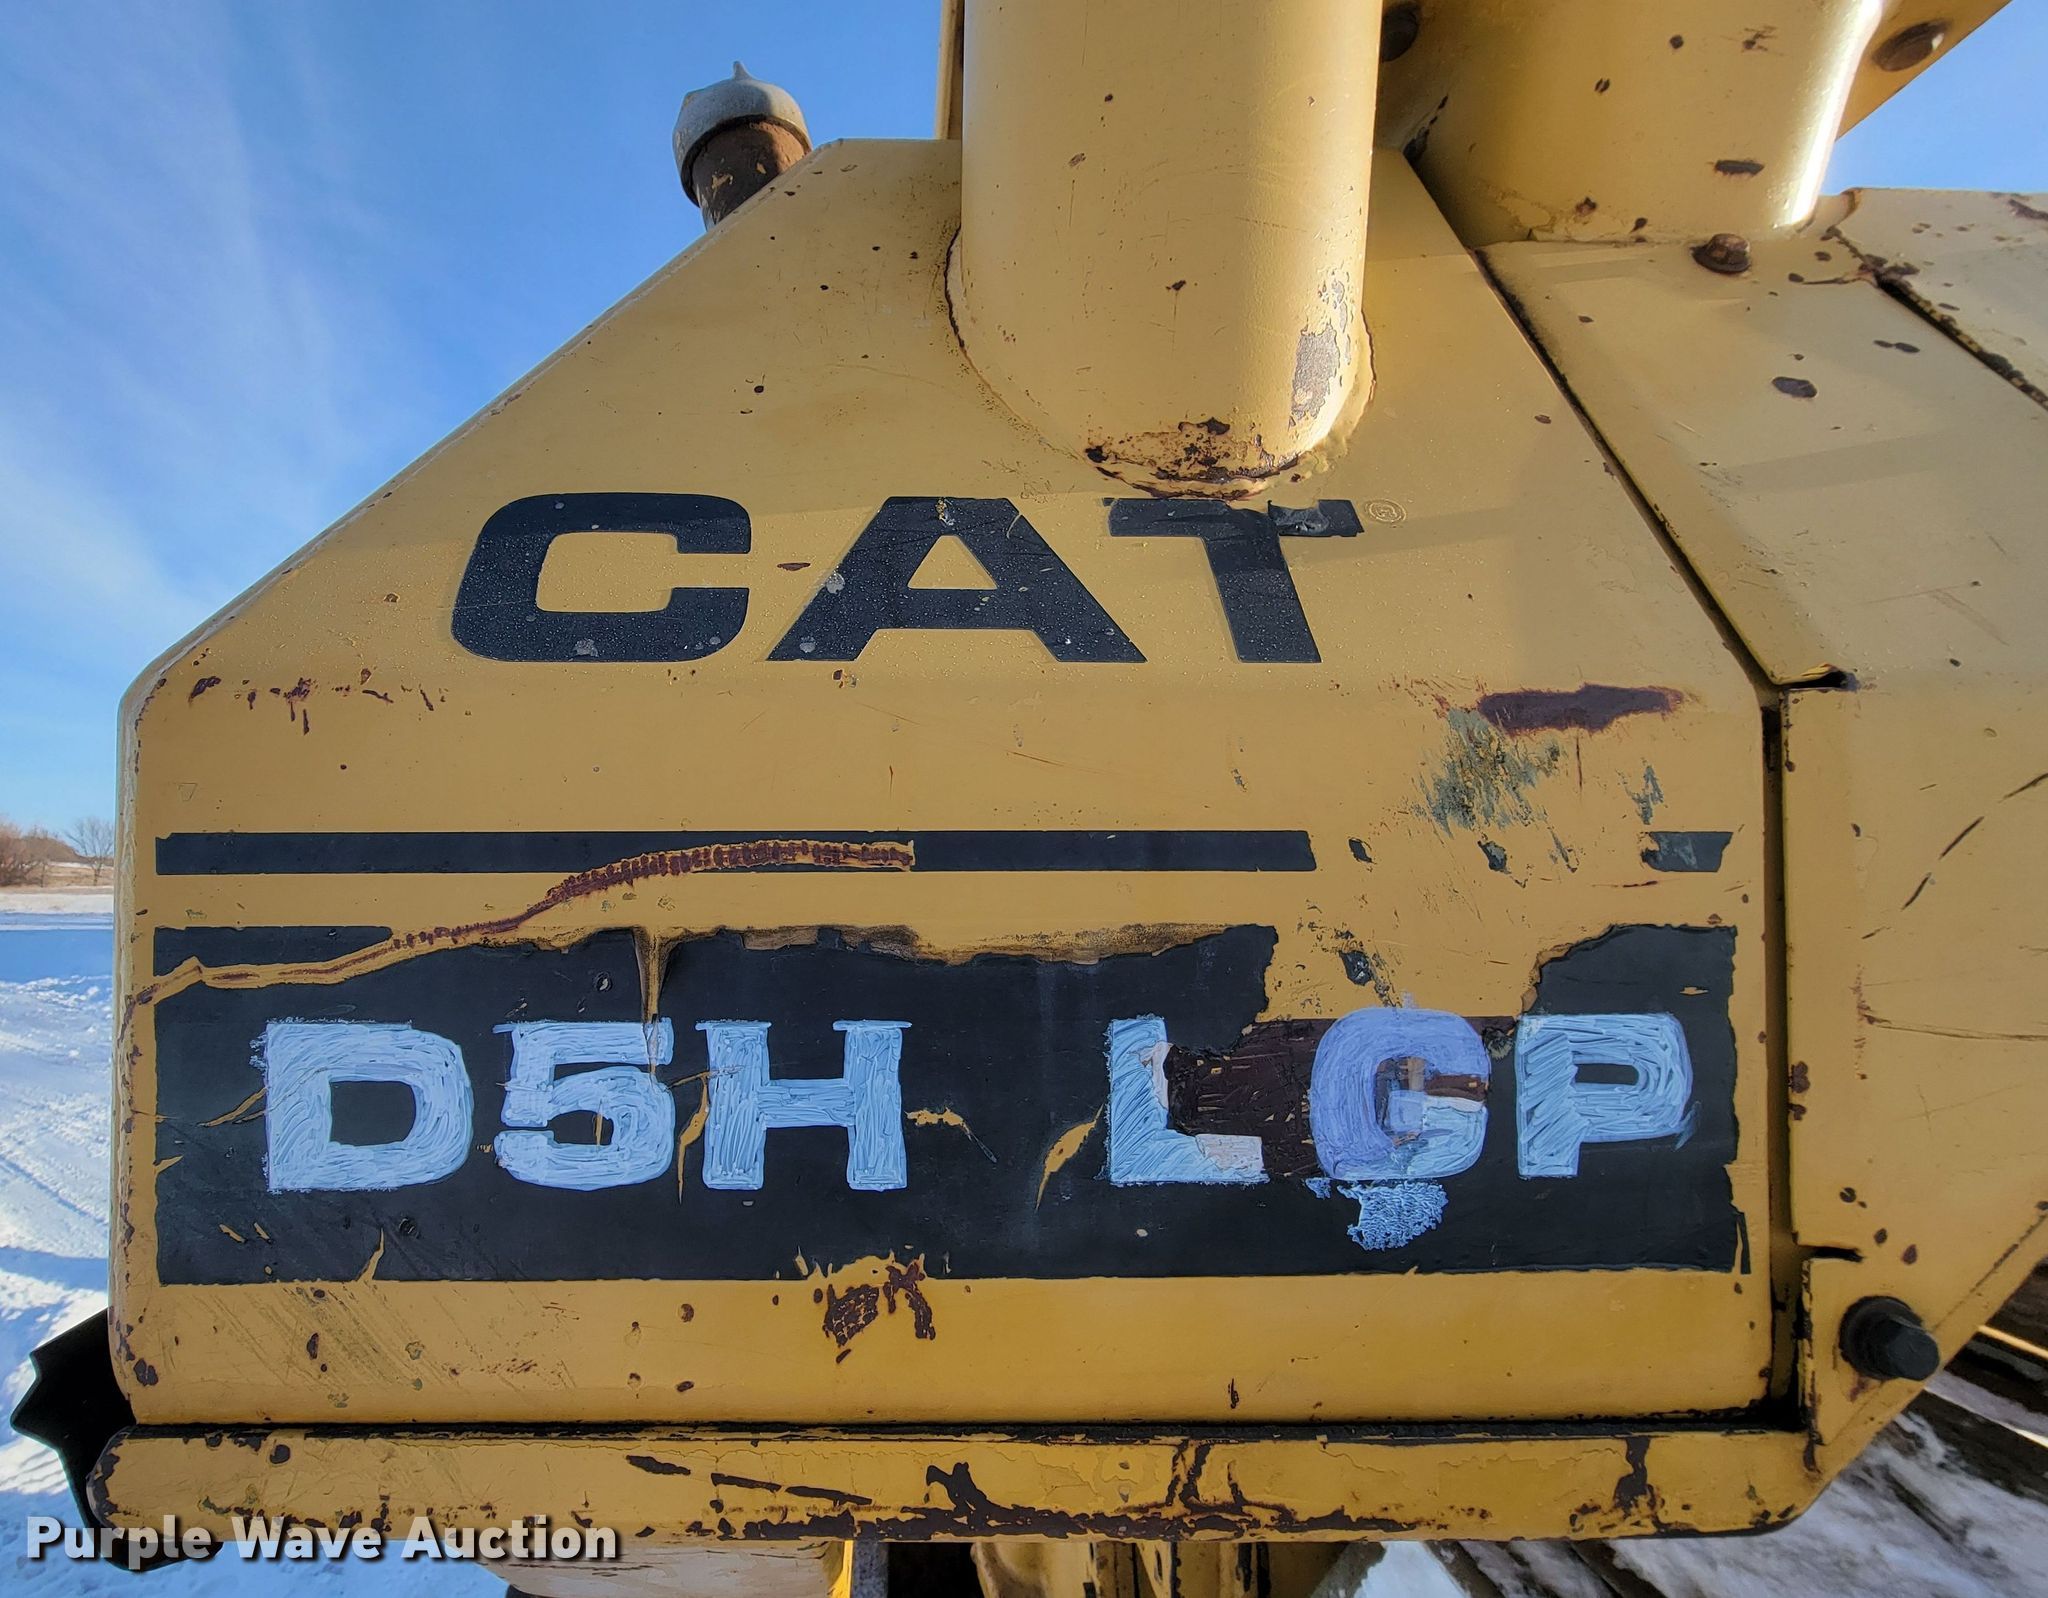 CAT®
D5H LGP
Purple Wave Auction